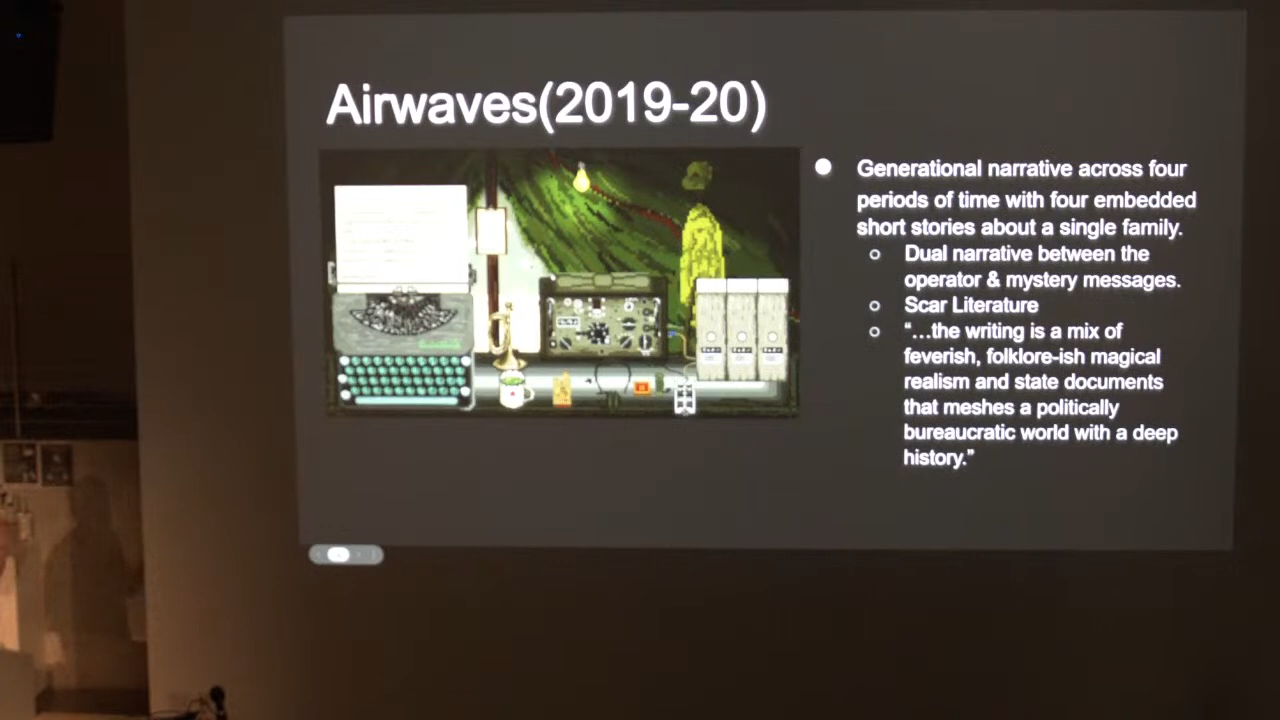 Airwaves(2019-20)
Generational narrative across four
periods of time with four embedded
short stories about a single family.
Dual narrative between the
operator & mystery messages.
Scar Literature
“…the writing is a mix of
feverish, folklore-ish magical
realism and state documents
that meshes a politically
bureaucratic world with a deep
history.”